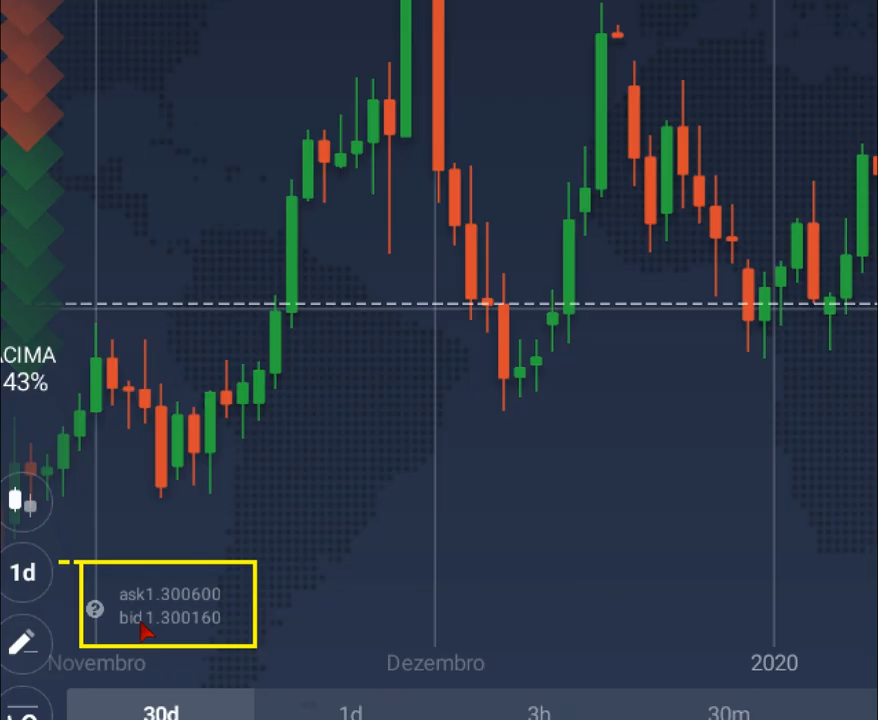 ACIMA
43%
1d
?
ask1.300600
bid1.300160
Novembro
Dezembro
2020
30d
1d
3h
30m